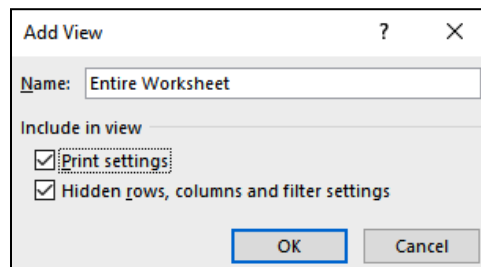 Add View ? X
Name: Entire Worksheet
Include in view
Print settings
Hidden rows, columns and filter settings
OK Cancel